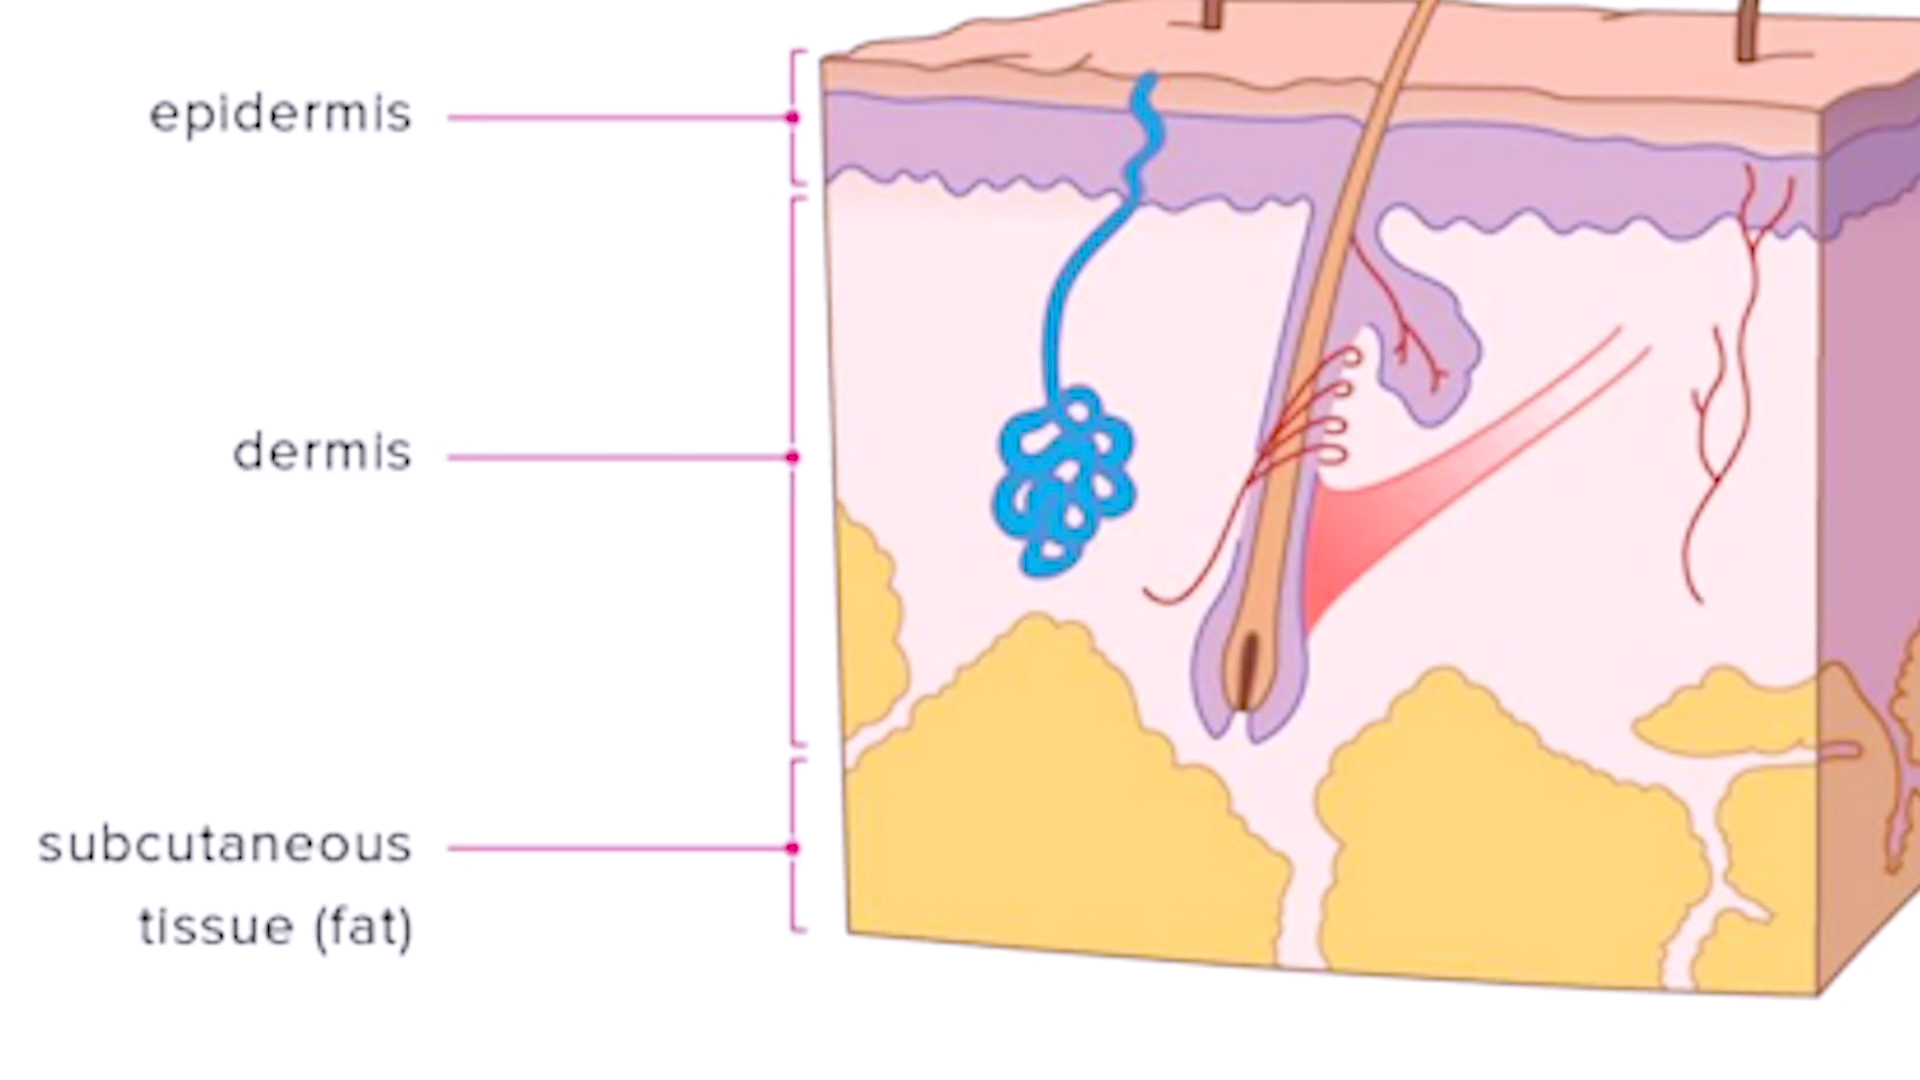 epidermis
dermis
subcutaneous
tissue (fat)